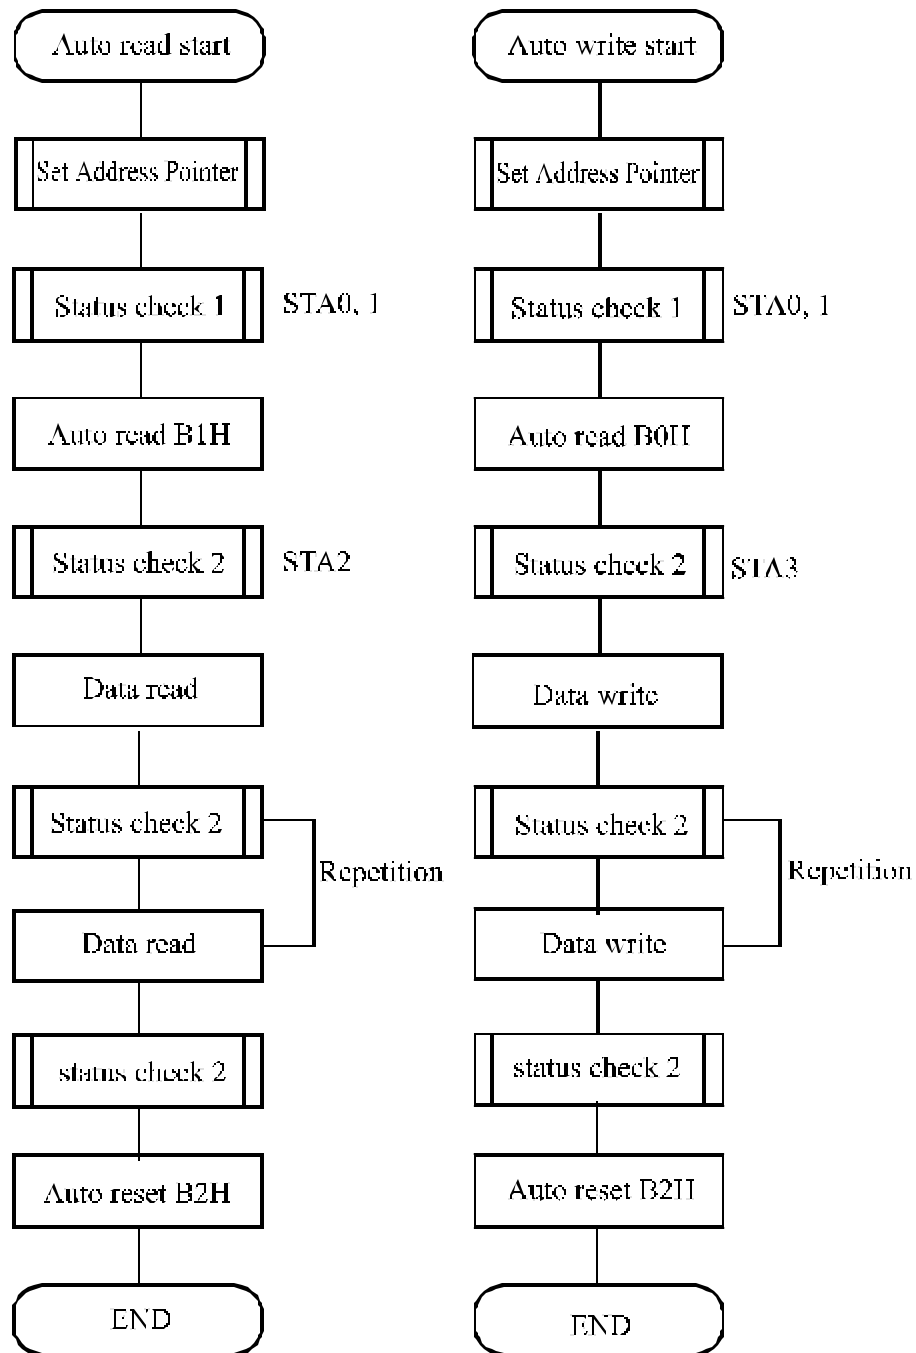 Auto read start
Set Address Pointer
Status check 1
STA0, 1
Auto read B1H
Status check 2
STA2
Data read
Status check 2
Repetition
Data read
status check 2
Auto reset B2H
END
Auto write start
Set Address Pointer
Status check 1
STA0, 1
Auto read B0H
Status check 2
STA3
Data write
Status check 2
Repetition
Data write
status check 2
Auto reset B2H
END